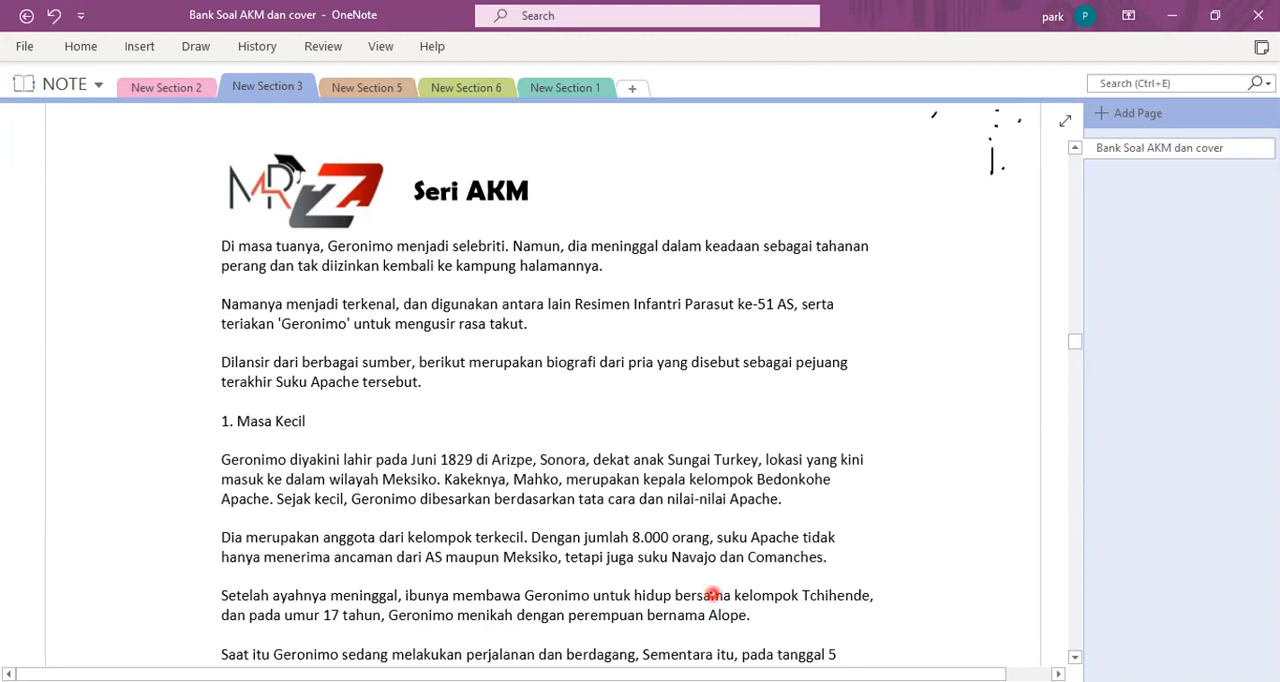 Bank Soal AKM dan cover - OneNote
Search
park
P
File Home Insert Draw History Review View Help
NOTE
New Section 2
New Section 3
New Section 5
New Section 6
New Section 1
Search (Ctrl+E)
Add Page
Bank Soal AKM dan cover
MR
ZA
Seri AKM
Di masa tuanya, Geronimo menjadi selebriti. Namun, dia meninggal dalam keadaan sebagai tahanan
perang dan tak diizinkan kembali ke kampung halamannya.
Namanya menjadi terkenal, dan digunakan antara lain Resimen Infantri Parasut ke-51 AS, serta
teriakan 'Geronimo' untuk mengusir rasa takut.
Dilansir dari berbagai sumber, berikut merupakan biografi dari pria yang disebut sebagai pejuang
terakhir Suku Apache tersebut.
1. Masa Kecil
Geronimo diyakini lahir pada Juni 1829 di Arizpe, Sonora, dekat anak Sungai Turkey, lokasi yang kini
masuk ke dalam wilayah Meksiko. Kakeknya, Mahko, merupakan kepala kelompok Bedonkohe
Apache. Sejak kecil, Geronimo dibesarkan berdasarkan tata cara dan nilai-nilai Apache.
Dia merupakan anggota dari kelompok terkecil. Dengan jumlah 8.000 orang, suku Apache tidak
hanya menerima ancaman dari AS maupun Meksiko, tetapi juga suku Navajo dan Comanches.
Setelah ayahnya meninggal, ibunya membawa Geronimo untuk hidup bersama kelompok Tchihende,
dan pada umur 17 tahun, Geronimo menikah dengan perempuan bernama Alope.
Saat itu Geronimo sedang melakukan perjalanan dan berdagang, Sementara itu, pada tanggal 5